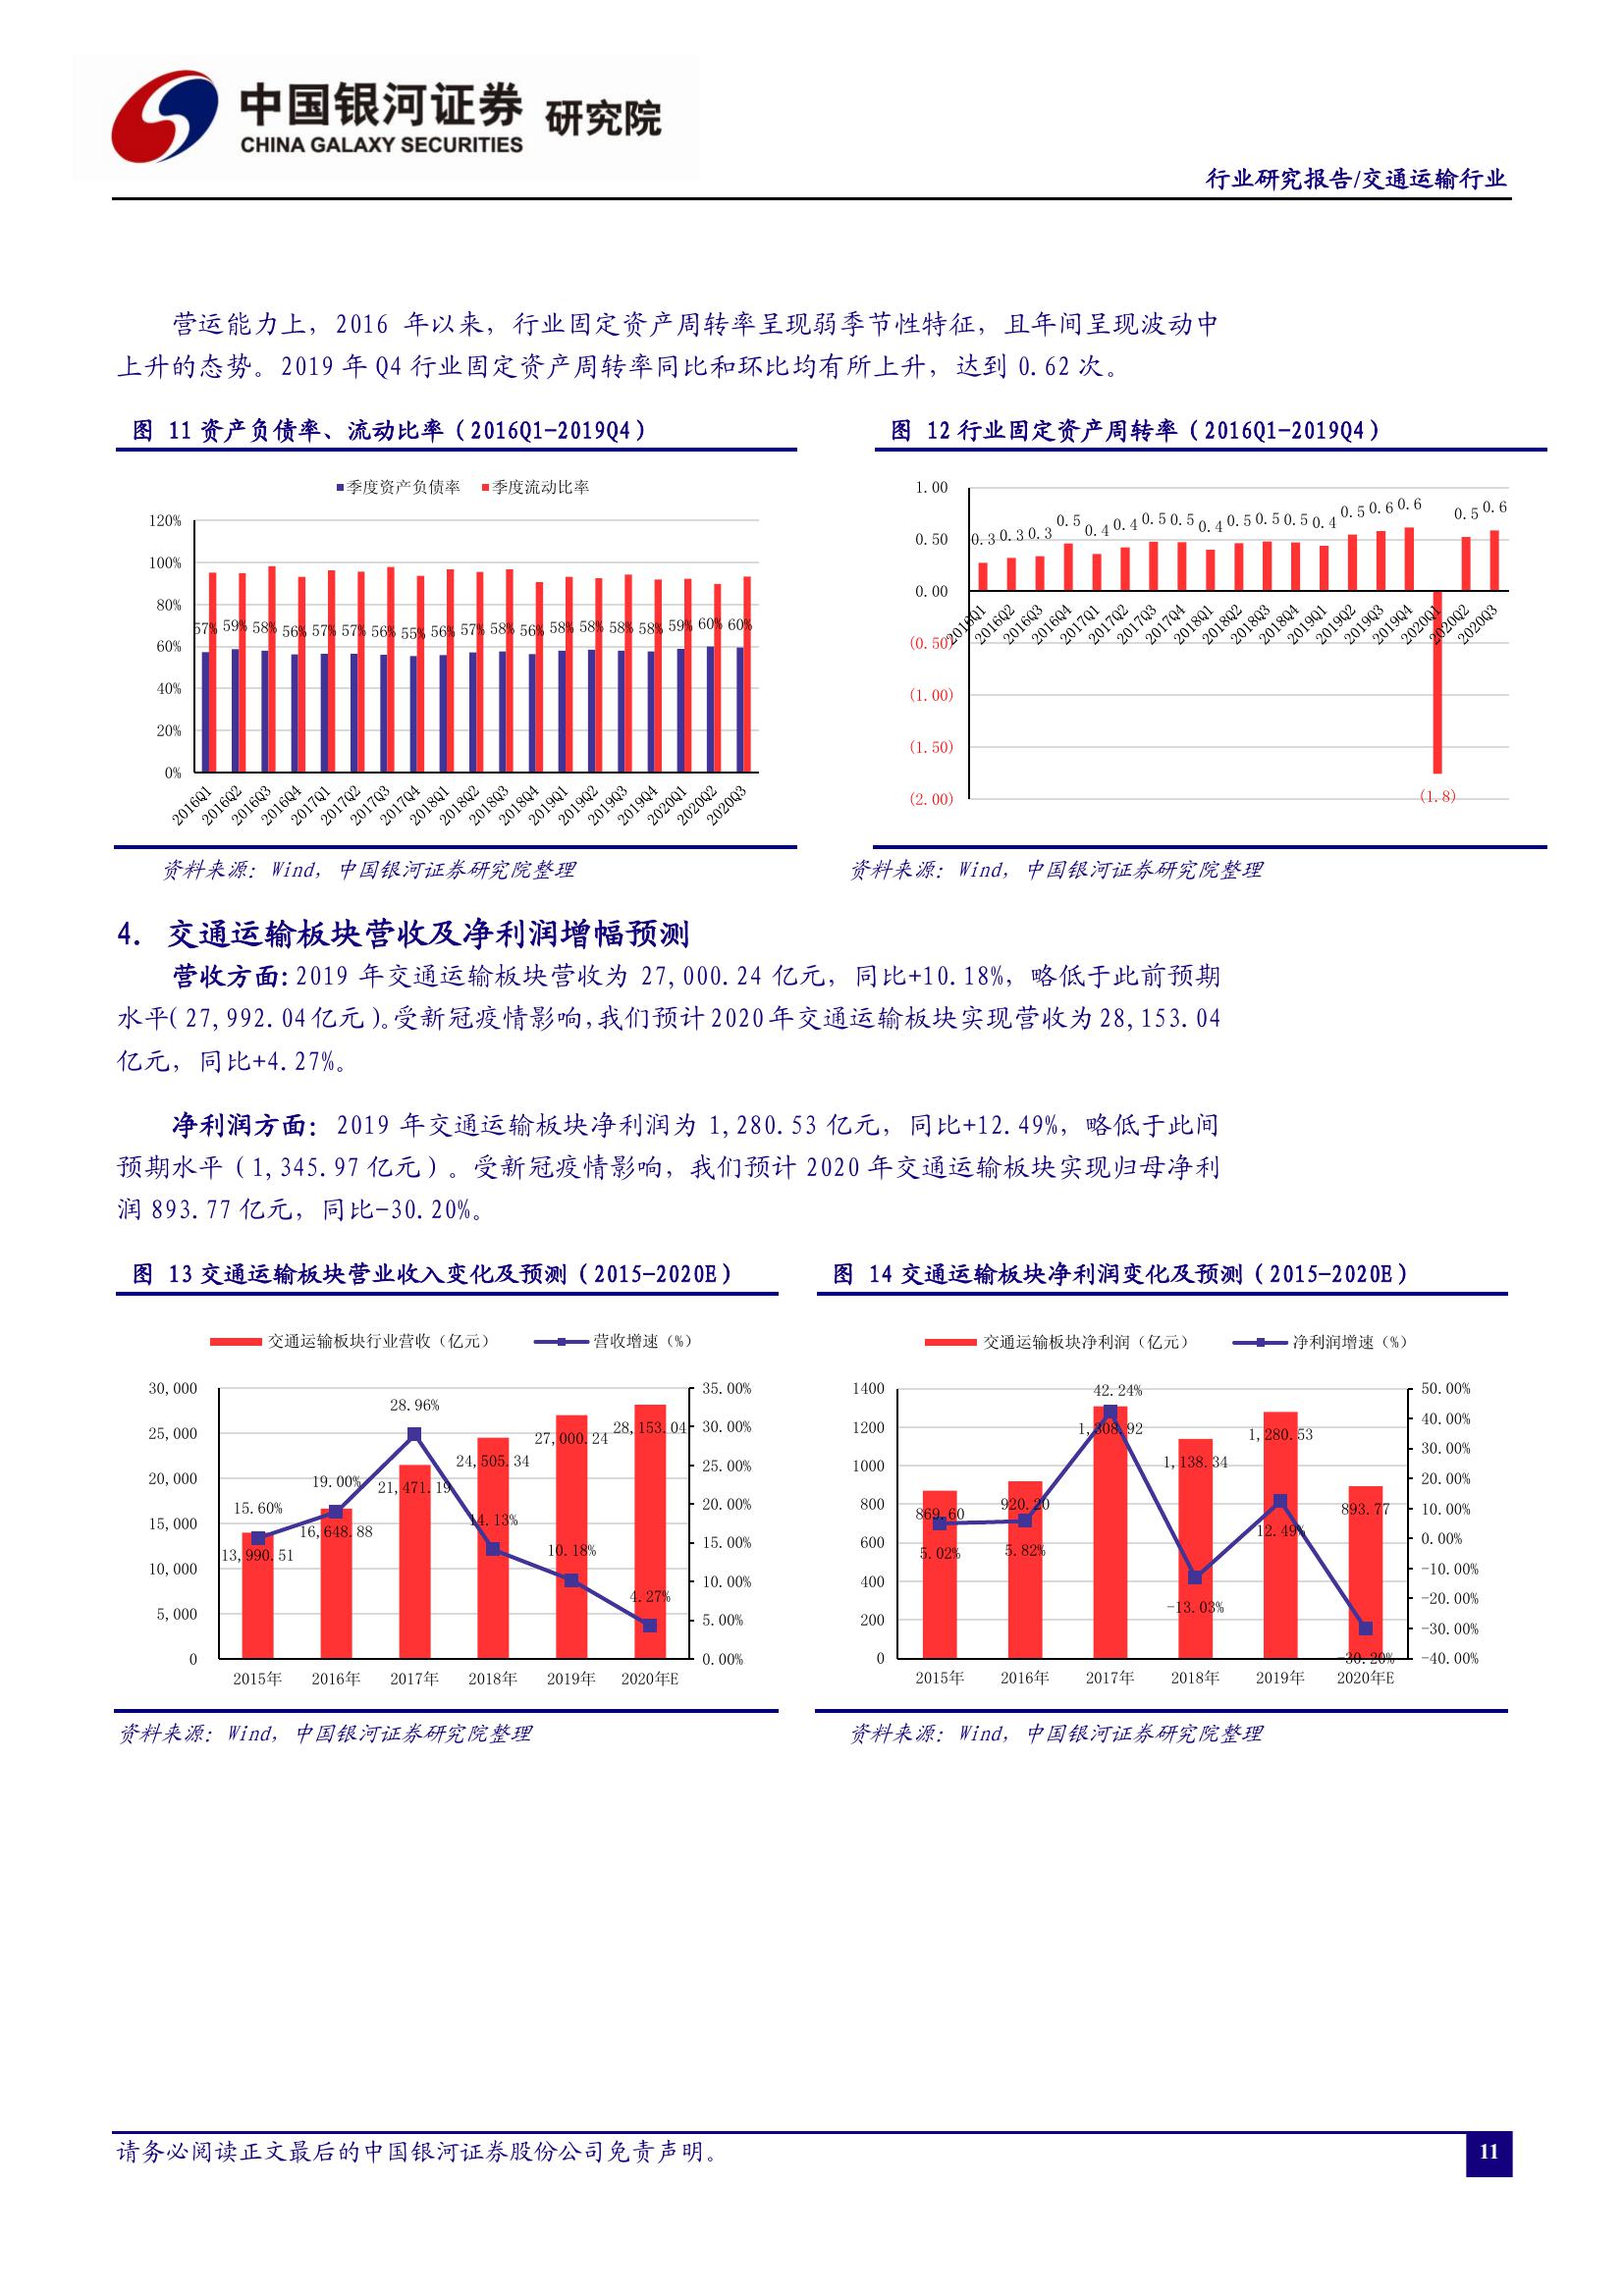 中国银河证券 研究院
CHINA GALAXY SECURITIES
行业研究报告/交通运输行业
营运能力上，2016 年以来，行业固定资产周转率呈现弱季节性特征，且年间呈现波动中
上升的态势。2019 年 Q4 行业固定资产周转率同比和环比均有所上升，达到 0.62 次。
图 11 资产负债率、流动比率（2016Q1-2019Q4）
季度资产负债率 季度流动比率
120%
100%
80%
60%
40%
20%
0%
57% 59% 58% 56% 57% 57% 56% 55% 56% 57% 58% 56% 58% 58% 58% 58% 59% 60% 60%
2016Q1 2016Q2 2016Q3 2016Q4 2017Q1 2017Q2 2017Q3 2017Q4 2018Q1 2018Q2 2018Q3 2018Q4 2019Q1 2019Q2 2019Q3 2019Q4 2020Q1 2020Q2 2020Q3
资料来源：Wind，中国银河证券研究院整理
图 12 行业固定资产周转率（2016Q1-2019Q4）
1.00
0.50
0.00
(0.50)
(1.00)
(1.50)
(2.00)
0.3 0.3 0.3 0.5 0.4 0.4 0.5 0.5 0.4 0.5 0.5 0.5 0.4 0.5 0.6 0.6 (1.8) 0.5 0.6
2016Q1 2016Q2 2016Q3 2016Q4 2017Q1 2017Q2 2017Q3 2017Q4 2018Q1 2018Q2 2018Q3 2018Q4 2019Q1 2019Q2 2019Q3 2019Q4 2020Q1 2020Q2 2020Q3
资料来源：Wind，中国银河证券研究院整理
4. 交通运输板块营收及净利润增幅预测
营收方面：2019 年交通运输板块营收为 27,000.24 亿元，同比+10.18%，略低于此前预期
水平（27,992.04 亿元）。受新冠疫情影响，我们预计 2020 年交通运输板块实现营收为 28,153.04
亿元，同比+4.27%。
净利润方面：2019 年交通运输板块净利润为 1,280.53 亿元，同比+12.49%，略低于此间
预期水平（1,345.97 亿元）。受新冠疫情影响，我们预计 2020 年交通运输板块实现归母净利
润 893.77 亿元，同比-30.20%。
图 13 交通运输板块营业收入变化及预测（2015-2020E）
交通运输板块行业营收（亿元） 营收增速（%）
30,000
25,000
20,000
15,000
10,000
5,000
0
35.00%
30.00%
25.00%
20.00%
15.00%
10.00%
5.00%
0.00%
15.60% 19.00% 28.96% 14.13% 10.18% 4.27%
13,990.51 16,648.88 21,471.19 24,505.34 27,000.24 28,153.04
2015年 2016年 2017年 2018年 2019年 2020年E
资料来源：Wind，中国银河证券研究院整理
图 14 交通运输板块净利润变化及预测（2015-2020E）
交通运输板块净利润（亿元） 净利润增速（%）
1400
1200
1000
800
600
400
200
0
50.00%
40.00%
30.00%
20.00%
10.00%
0.00%
-10.00%
-20.00%
-30.00%
-40.00%
869.60 920.20 1,308.92 1,138.34 1,280.53 893.77
5.02% 5.82% 42.24% -13.03% 12.49% -30.20%
2015年 2016年 2017年 2018年 2019年 2020年E
资料来源：Wind，中国银河证券研究院整理
请务必阅读正文最后的中国银河证券股份公司免责声明。
11